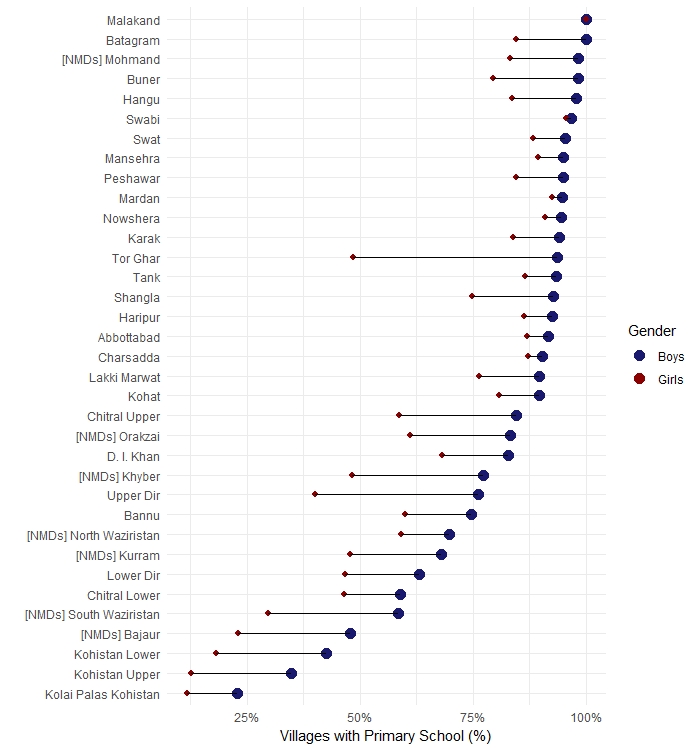 Malakand
Batagram
[NMDs] Mohmand
Buner
Hangu
Swabi
Swat
Mansehra
Peshawar
Mardan
Nowshera
Karak
Tor Ghar
Tank
Shangla
Haripur
Abbottabad
Charsadda
Lakki Marwat
Kohat
Chitral Upper
[NMDs] Orakzai
D. I. Khan
[NMDs] Khyber
Upper Dir
Bannu
[NMDs] North Waziristan
[NMDs] Kurram
Lower Dir
Chitral Lower
[NMDs] South Waziristan
[NMDs] Bajaur
Kohistan Lower
Kohistan Upper
Kolai Palas Kohistan
25% 50% 75% 100%
Villages with Primary School (%)
Gender
Boys
Girls